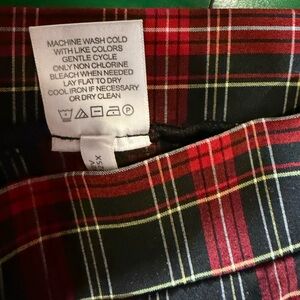 MACHINE WASH COLD
WITH LIKE COLORS
GENTLE CYCLE
ONLY NON CHLORINE
BLEACH WHEN NEEDED
LAY FLAT TO DRY
COOL IRON IF NECESSARY
OR DRY CLEAN
P